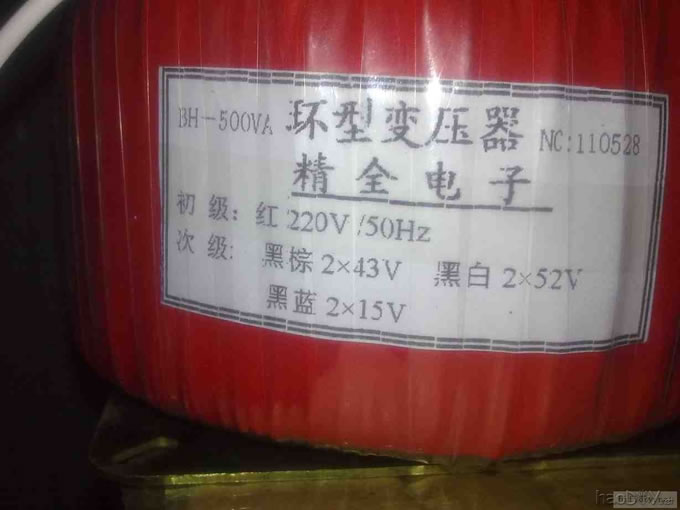 BH-500VA 环型变压器 NC:110528
精全电子
初级: 红 220V /50Hz
次级: 黑棕 2×43V 黑白 2×52V
黑蓝 2×15V